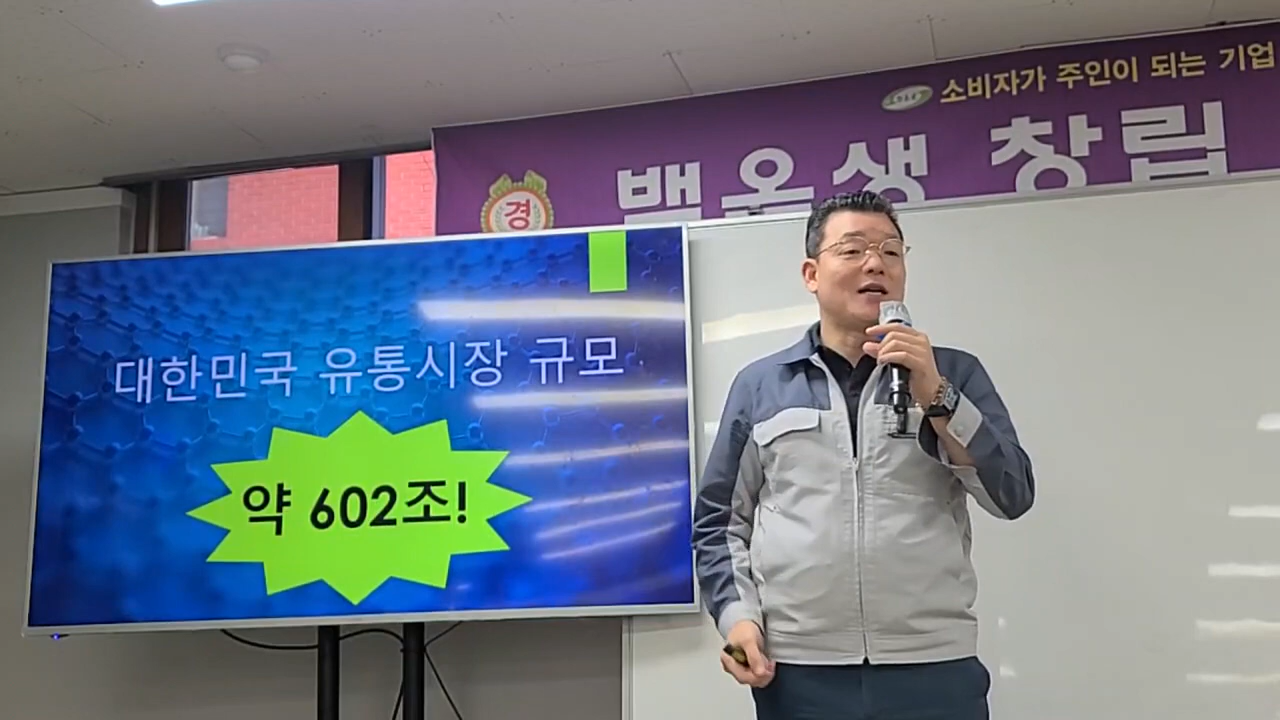 소비자가 주인이 되는 기업
경
백옥생 창립
대한민국 유통시장 규모
약 602조!